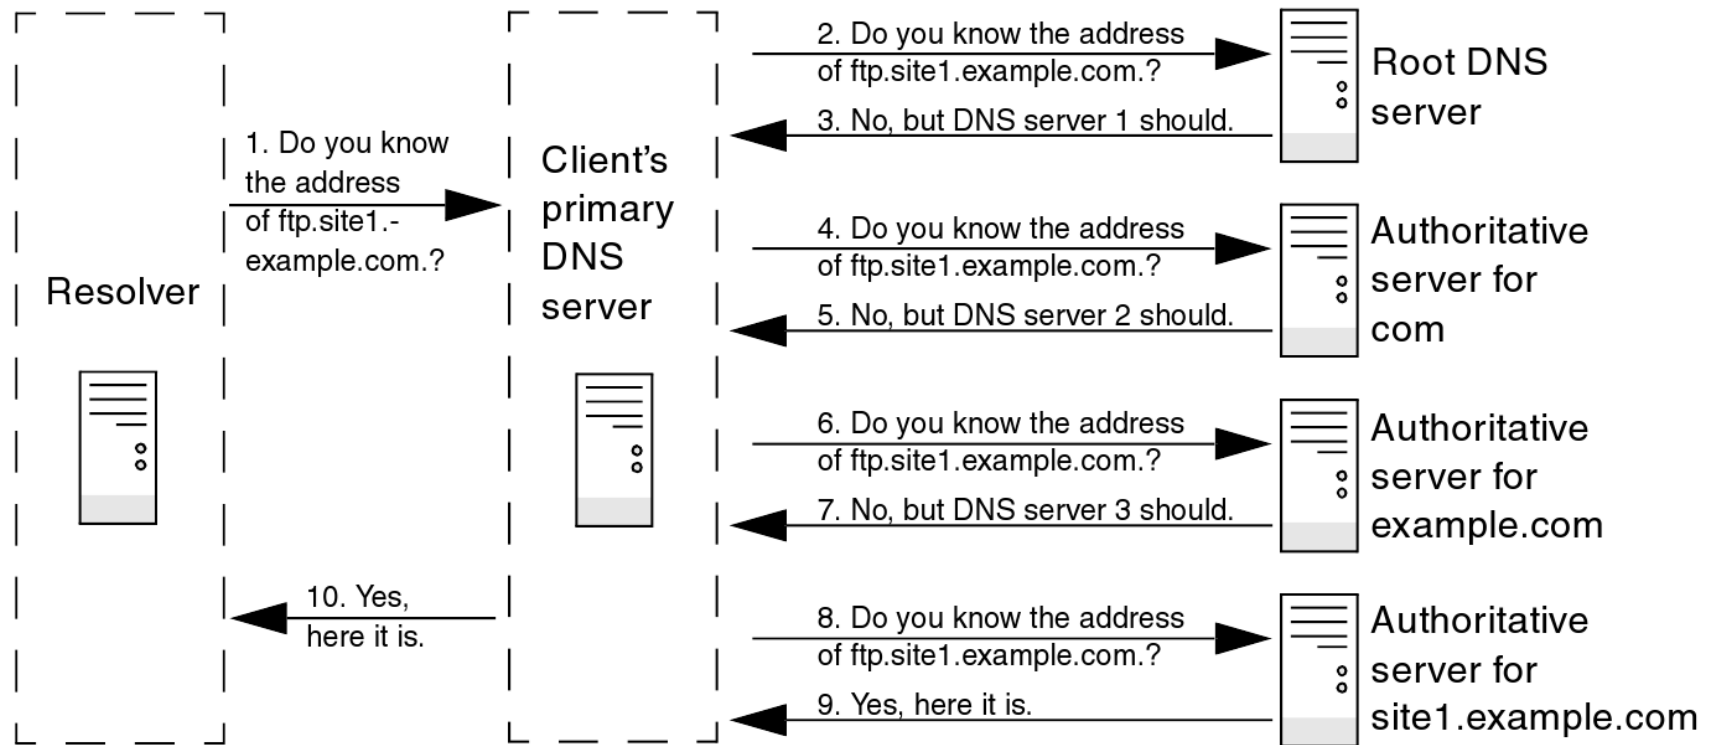 Resolver
1. Do you know
the address
of ftp.site1.-
example.com.?
10. Yes,
here it is.
Client’s
primary
DNS
server
2. Do you know the address
of ftp.site1.example.com.?
3. No, but DNS server 1 should.
Root DNS
server
4. Do you know the address
of ftp.site1.example.com.?
5. No, but DNS server 2 should.
Authoritative
server for
com
6. Do you know the address
of ftp.site1.example.com.?
7. No, but DNS server 3 should.
Authoritative
server for
example.com
8. Do you know the address
of ftp.site1.example.com.?
9. Yes, here it is.
Authoritative
server for
site1.example.com